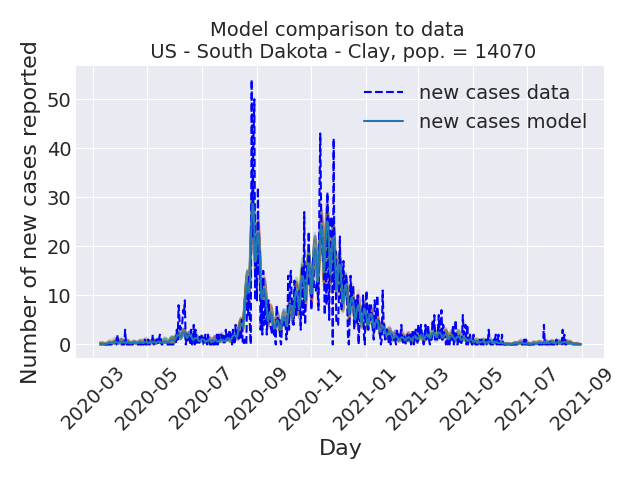 Model comparison to data
US - South Dakota - Clay, pop. = 14070
Number of new cases reported
50
40
30
20
10
0
new cases data
new cases model
2020-03
2020-05
2020-07
2020-09
2020-11
2021-01
2021-03
2021-05
2021-07
2021-09
Day